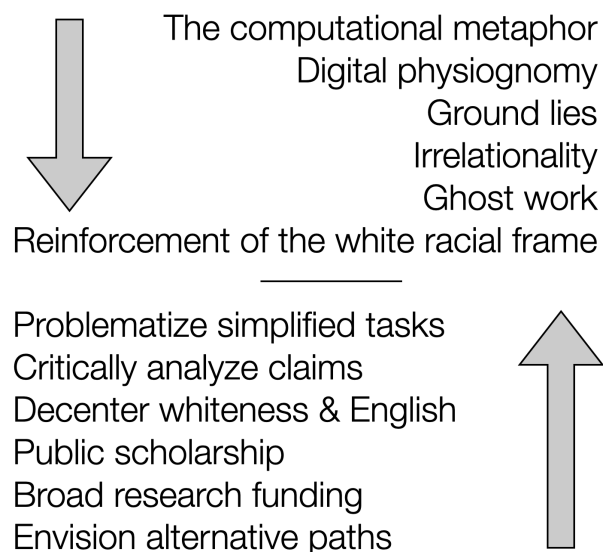 The computational metaphor
Digital physiognomy
Ground lies
Irrelationality
Ghost work
Reinforcement of the white racial frame
Problematize simplified tasks
Critically analyze claims
Decenter whiteness & English
Public scholarship
Broad research funding
Envision alternative paths